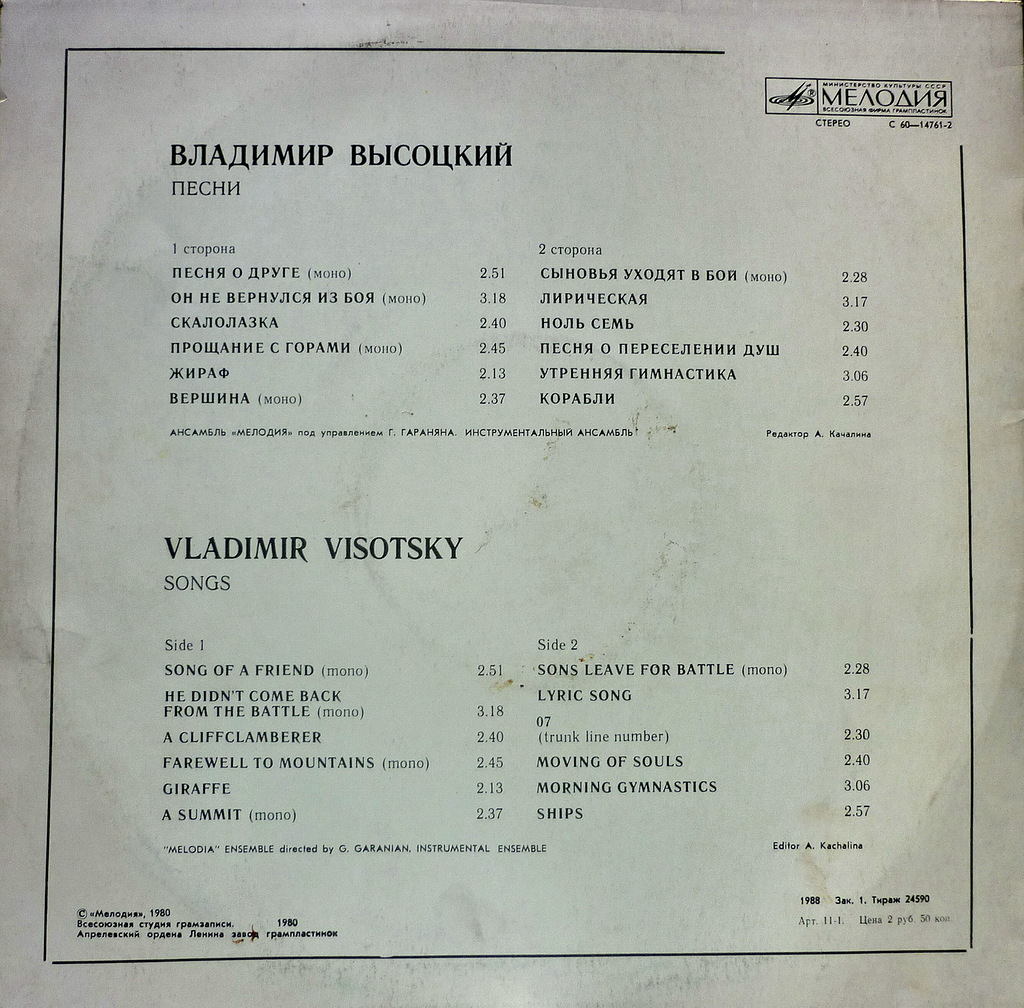 МИНИСТЕРСТВО КУЛЬТУРЫ СССР
МЕЛОДИЯ
ВСЕСОЮЗНАЯ ФИРМА ГРАМПЛАСТИНОК
СТЕРЕО С 60—14761-2
ВЛАДИМИР ВЫСОЦКИЙ
ПЕСНИ
1 сторона
ПЕСНЯ О ДРУГЕ (моно) 2.51
ОН НЕ ВЕРНУЛСЯ ИЗ БОЯ (моно) 3.18
СКАЛОЛАЗКА 2.40
ПРОЩАНИЕ С ГОРАМИ (моно) 2.45
ЖИРАФ 2.13
ВЕРШИНА (моно) 2.37
2 сторона
СЫНОВЬЯ УХОДЯТ В БОЙ (моно) 2.28
ЛИРИЧЕСКАЯ 3.17
НОЛЬ СЕМЬ 2.30
ПЕСНЯ О ПЕРЕСЕЛЕНИИ ДУШ 2.40
УТРЕННЯЯ ГИМНАСТИКА 3.06
КОРАБЛИ 2.57
АНСАМБЛЬ «МЕЛОДИЯ» под управлением Г. ГАРАНЯНА. ИНСТРУМЕНТАЛЬНЫЙ АНСАМБЛЬ Редактор А. Качалина
VLADIMIR VISOTSKY
SONGS
Side 1
SONG OF A FRIEND (mono) 2.51
HE DIDN'T COME BACK
FROM THE BATTLE (mono) 3.18
A CLIFFCLAMBERER 2.40
FAREWELL TO MOUNTAINS (mono) 2.45
GIRAFFE 2.13
A SUMMIT (mono) 2.37
Side 2
SONS LEAVE FOR BATTLE (mono) 2.28
LYRIC SONG 3.17
07
(trunk line number) 2.30
MOVING OF SOULS 2.40
MORNING GYMNASTICS 3.06
SHIPS 2.57
"MELODIA" ENSEMBLE directed by G. GARANIAN, INSTRUMENTAL ENSEMBLE Editor A. Kachalina
© «Мелодия», 1980
Всесоюзная студия грамзаписи. 1980
Апрелевский ордена Ленина завод грампластинок
1988 Зак. 1. Тираж 24590
Арт. 11-1. Цена 2 руб. 50 коп.